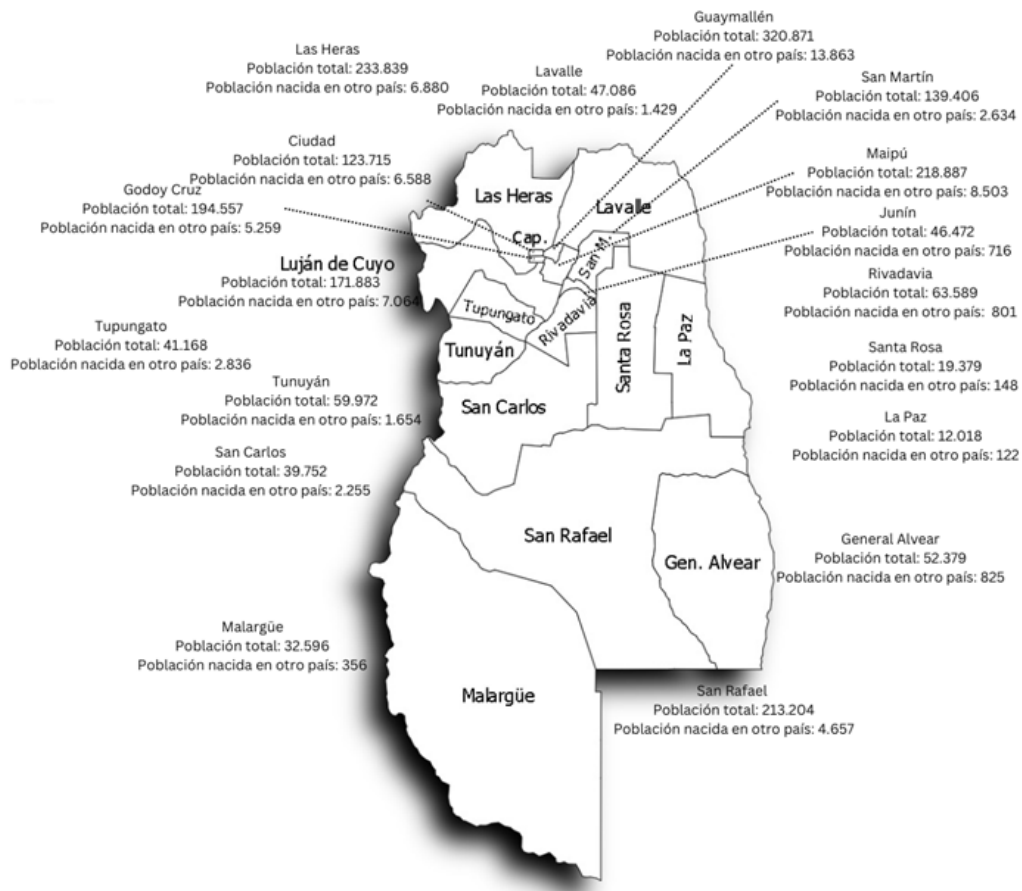 Guaymallén
Población total: 320.871
Población nacida en otro país: 13.863
Las Heras
Población total: 233.839
Población nacida en otro país: 6.880
Lavalle
Población total: 47.086
Población nacida en otro país: 1.429
San Martín
Población total: 139.406
Población nacida en otro país: 2.634
Ciudad
Población total: 123.715
Población nacida en otro país: 6.588
Maipú
Población total: 218.887
Población nacida en otro país: 8.503
Godoy Cruz
Población total: 194.557
Población nacida en otro país: 5.259
Junín
Población total: 46.472
Población nacida en otro país: 716
Luján de Cuyo
Población total: 171.883
Población nacida en otro país: 7.064
Rivadavia
Población total: 63.589
Población nacida en otro país: 801
Tupungato
Población total: 41.168
Población nacida en otro país: 2.836
Santa Rosa
Población total: 19.379
Población nacida en otro país: 148
Tunuyán
Población total: 59.972
Población nacida en otro país: 1.654
La Paz
Población total: 12.018
Población nacida en otro país: 122
San Carlos
Población total: 39.752
Población nacida en otro país: 2.255
General Alvear
Población total: 52.379
Población nacida en otro país: 825
Malargüe
Población total: 32.596
Población nacida en otro país: 356
San Rafael
Población total: 213.204
Población nacida en otro país: 4.657
Las Heras
Lavalle
Cap.
San M.
Tupungato
Rivadavia
Tunuyán
Santa Rosa
La Paz
San Carlos
San Rafael
Gen. Alvear
Malargüe